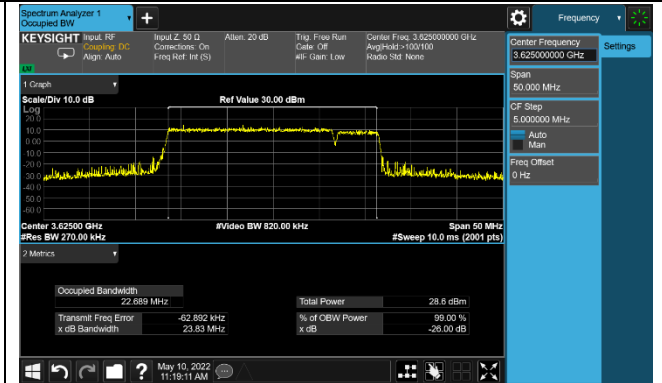 Spectrum Analyzer 1
Occupied BW
+
Frequency
KEYSIGHT
Input: RF
Coupling: DC
Align: Auto
Input Z: 50 Ω
Corrections: On
Freq Ref: Int (S)
Atten: 20 dB
Trig: Free Run
Gate: Off
#IF Gain: Low
Center Freq: 3.625000000 GHz
Avg|Hold:>100/100
Radio Std: None
Center Frequency
3.625000000 GHz
Settings
Span
50.000 MHz
CF Step
5.000000 MHz
Auto
Man
Freq Offset
0 Hz
1 Graph
Scale/Div 10.0 dB
Ref Value 30.00 dBm
Log
20.0
10.0
0.00
-10.0
-20.0
-30.0
-40.0
-50.0
-60.0
Center 3.62500 GHz
#Video BW 820.00 kHz
Span 50 MHz
#Res BW 270.00 kHz
#Sweep 10.0 ms (2001 pts)
2 Metrics
Occupied Bandwidth
22.689 MHz
Total Power
28.6 dBm
Transmit Freq Error
-62.892 kHz
% of OBW Power
99.00 %
x dB Bandwidth
23.83 MHz
x dB
-26.00 dB
?
May 10, 2022
11:19:11 AM